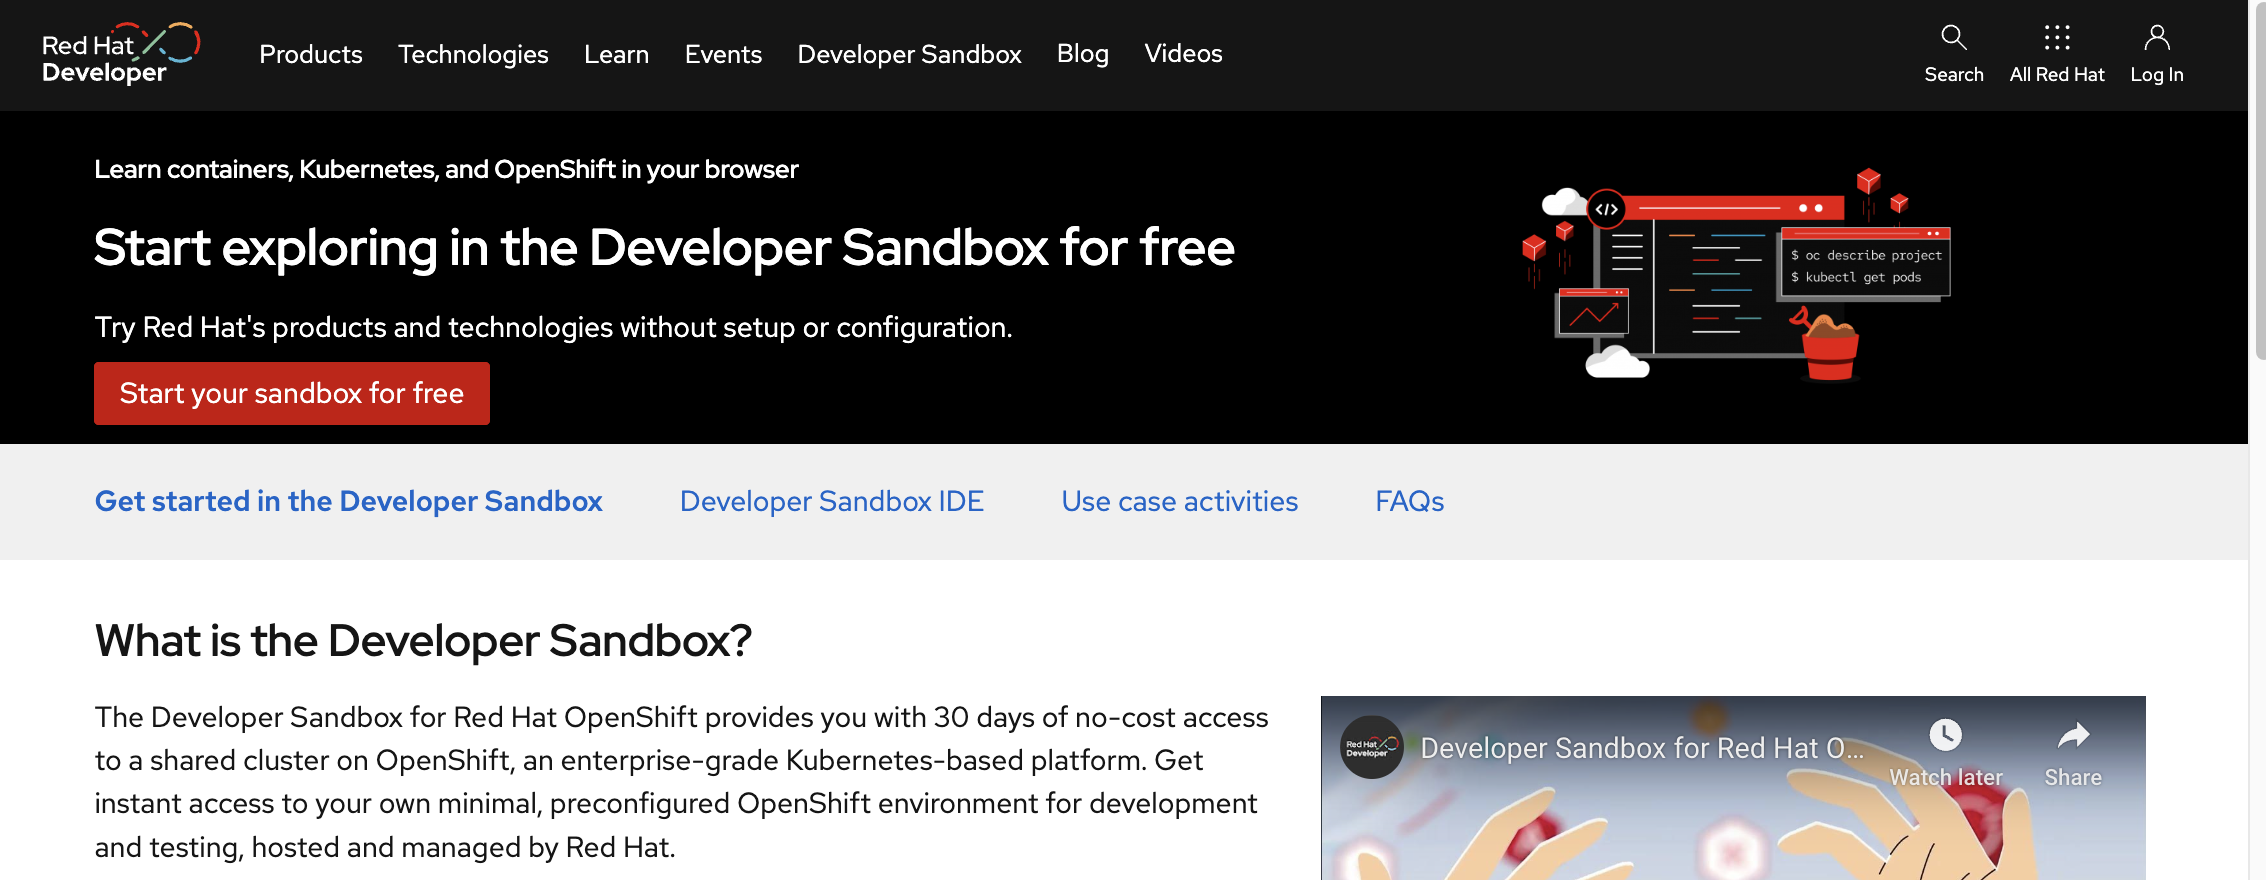 Red Hat
Developer
Products
Technologies
Learn
Events
Developer Sandbox
Blog
Videos
Search
All Red Hat
Log In
Learn containers, Kubernetes, and OpenShift in your browser
Start exploring in the Developer Sandbox for free
Try Red Hat's products and technologies without setup or configuration.
Start your sandbox for free
</>
$ oc describe project
$ kubectl get pods
Get started in the Developer Sandbox
Developer Sandbox IDE
Use case activities
FAQs
What is the Developer Sandbox?
The Developer Sandbox for Red Hat OpenShift provides you with 30 days of no-cost access
to a shared cluster on OpenShift, an enterprise-grade Kubernetes-based platform. Get
instant access to your own minimal, preconfigured OpenShift environment for development
and testing, hosted and managed by Red Hat.
Red Hat
Developer
Developer Sandbox for Red Hat O...
Watch later
Share